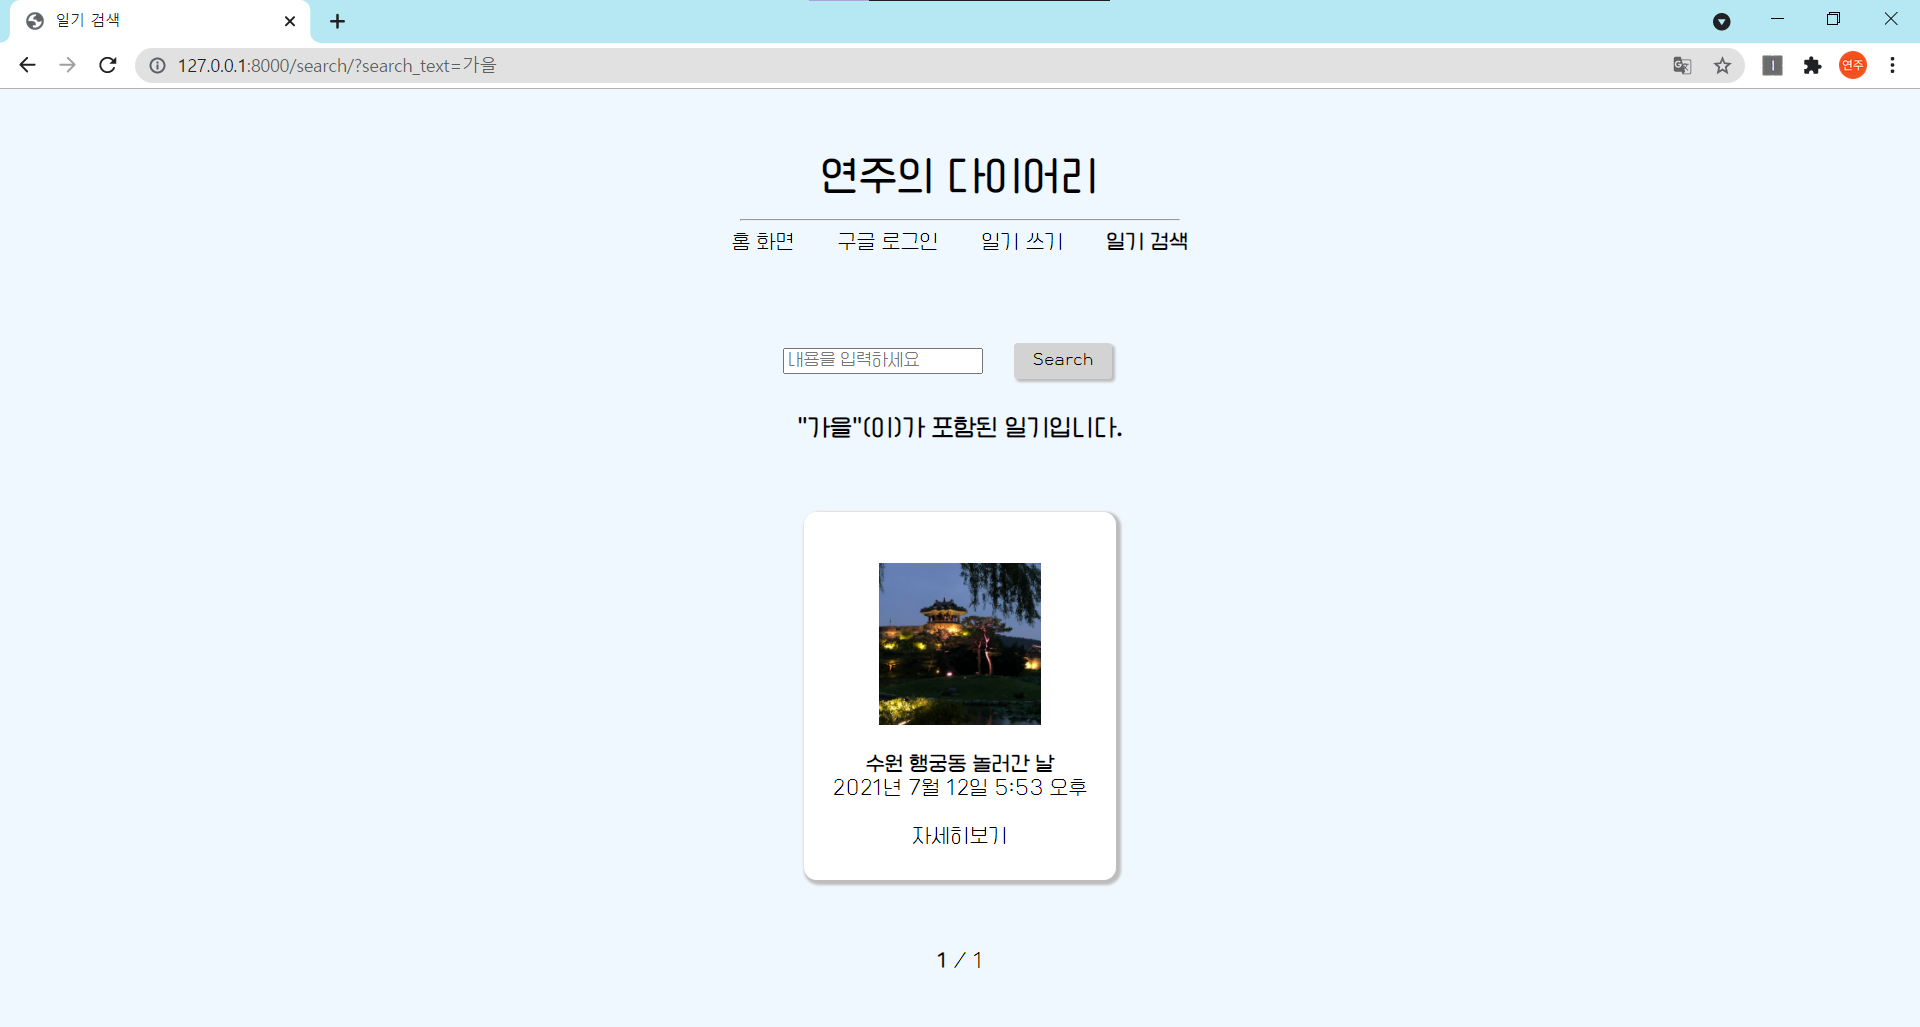 일기 검색
127.0.0.1:8000/search/?search_text=가을
연주
연주의 다이어리
홈 화면 구글 로그인 일기 쓰기 일기 검색
내용을 입력하세요 Search
"가을"(이)가 포함된 일기입니다.
수원 행궁동 놀러간 날
2021년 7월 12일 5:53 오후
자세히보기
1 / 1